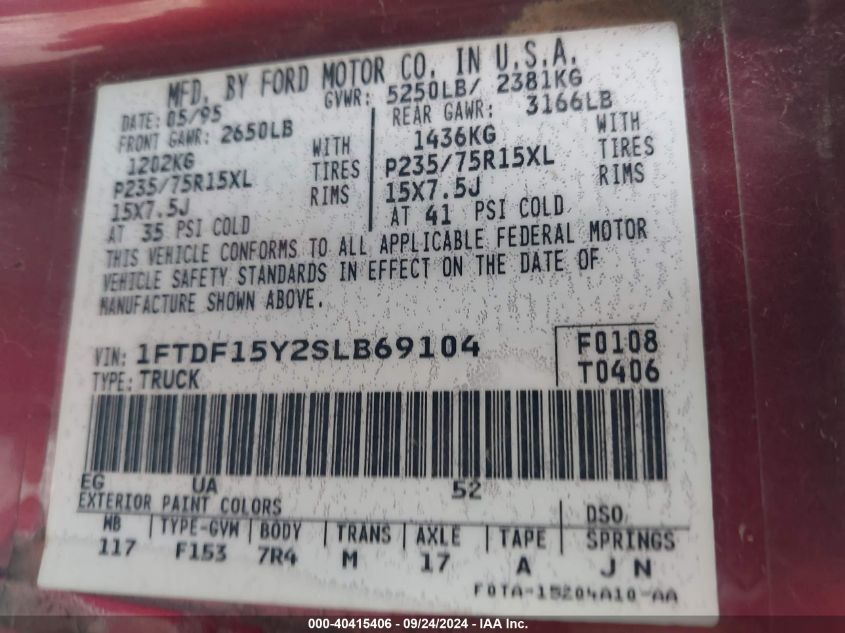 MFD. BY FORD MOTOR CO. IN U.S.A.
DATE: 05/95 GVWR: 5250LB/ 2381KG
FRONT GAWR: 2650LB REAR GAWR: 3166LB
1202KG WITH 1436KG WITH
P235/75R15XL TIRES P235/75R15XL TIRES
15X7.5J RIMS 15X7.5J RIMS
AT 35 PSI COLD AT 41 PSI COLD
THIS VEHICLE CONFORMS TO ALL APPLICABLE FEDERAL MOTOR
VEHICLE SAFETY STANDARDS IN EFFECT ON THE DATE OF
MANUFACTURE SHOWN ABOVE.
VIN: 1FTDF15Y2SLB69104 F0108
TYPE: TRUCK T0406
EG UA 52
EXTERIOR PAINT COLORS DSO
WB TYPE-GVW BODY TRANS AXLE TAPE SPRINGS
117 F153 7R4 M 17 A J N
F0TA-15204A10-AA
000-40415406 - 09/24/2024 - IAA Inc.